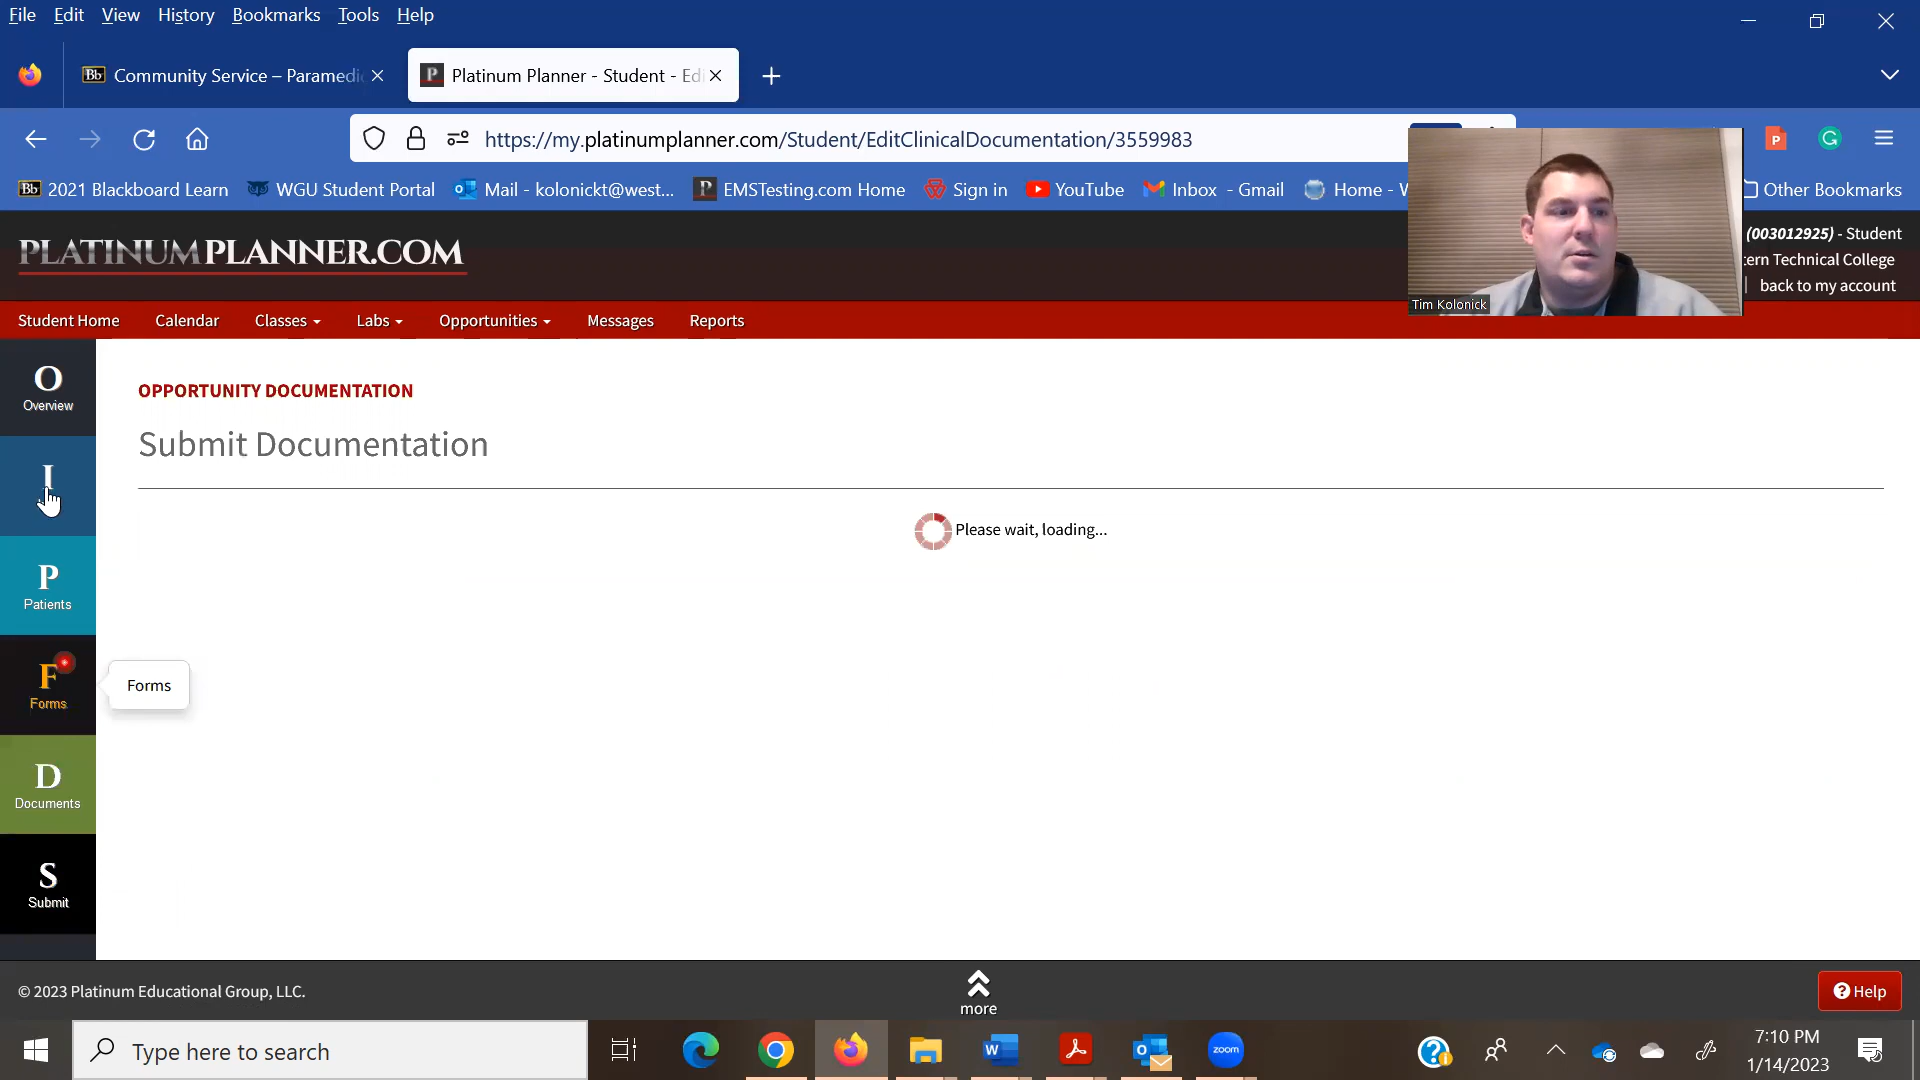 File Edit View History Bookmarks Tools Help
Bb Community Service – Paramedi
P Platinum Planner - Student - Ed
https://my.platinumplanner.com/Student/EditClinicalDocumentation/3559983
Bb 2021 Blackboard Learn WGU Student Portal Mail - kolonickt@west... P EMSTesting.com Home Sign in YouTube Inbox - Gmail Home - W Other Bookmarks
PLATINUMPLANNER.COM
(003012925) - Student
Technical College
back to my account
Tim Kolonick
Student Home Calendar Classes Labs Opportunities Messages Reports
O
Overview
OPPORTUNITY DOCUMENTATION
Submit Documentation
I
Please wait, loading...
P
Patients
F
Forms
Forms
D
Documents
S
Submit
© 2023 Platinum Educational Group, LLC.
more
Help
Type here to search
zoom
7:10 PM
1/14/2023